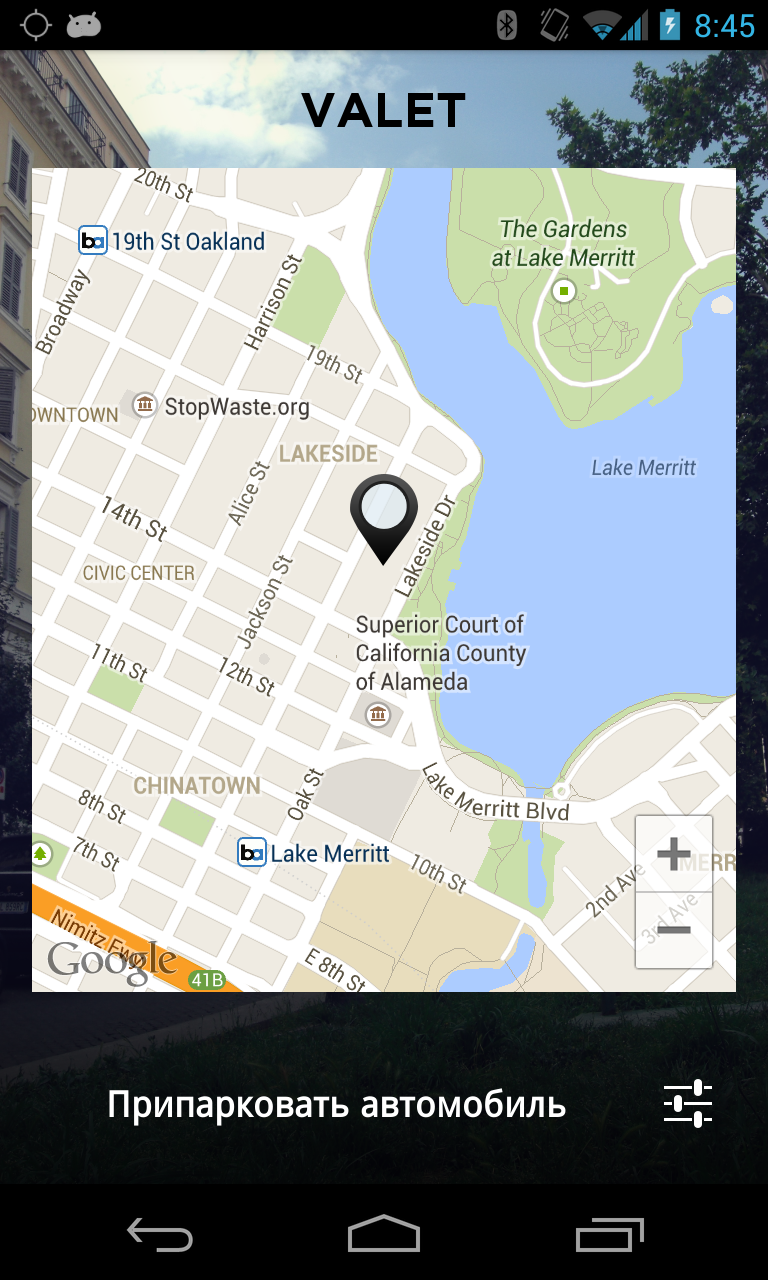 8:45
VALET
20th St
19th St Oakland
The Gardens
at Lake Merritt
Broadway
Harrison St
19th St
StopWaste.org
OWNTOWN
LAKESIDE
Lake Merritt
Alice St
14th St
Lakeside Dr
CIVIC CENTER
Jackson St
Superior Court of
California County
of Alameda
11th St
12th St
CHINATOWN
Oak St
Lake Merritt Blvd
8th St
7th St
Lake Merritt
10th St
MERR
2nd Ave
3rd Ave
Nimitz Fwy
Google
41B
E 8th St
Припарковать автомобиль